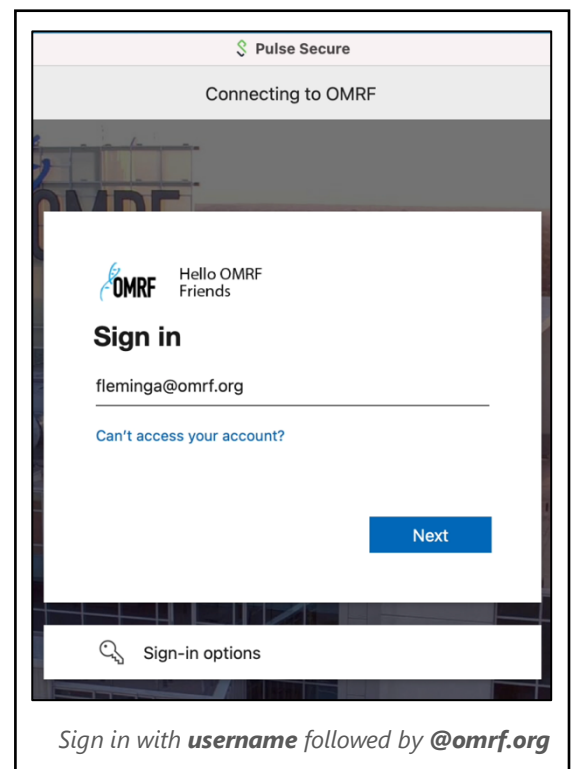 Pulse Secure
Connecting to OMRF
OMRF
OMRF
Hello OMRF
Friends
Sign in
fleminga@omrf.org
Can't access your account?
Next
Sign-in options
Sign in with username followed by @omrf.org